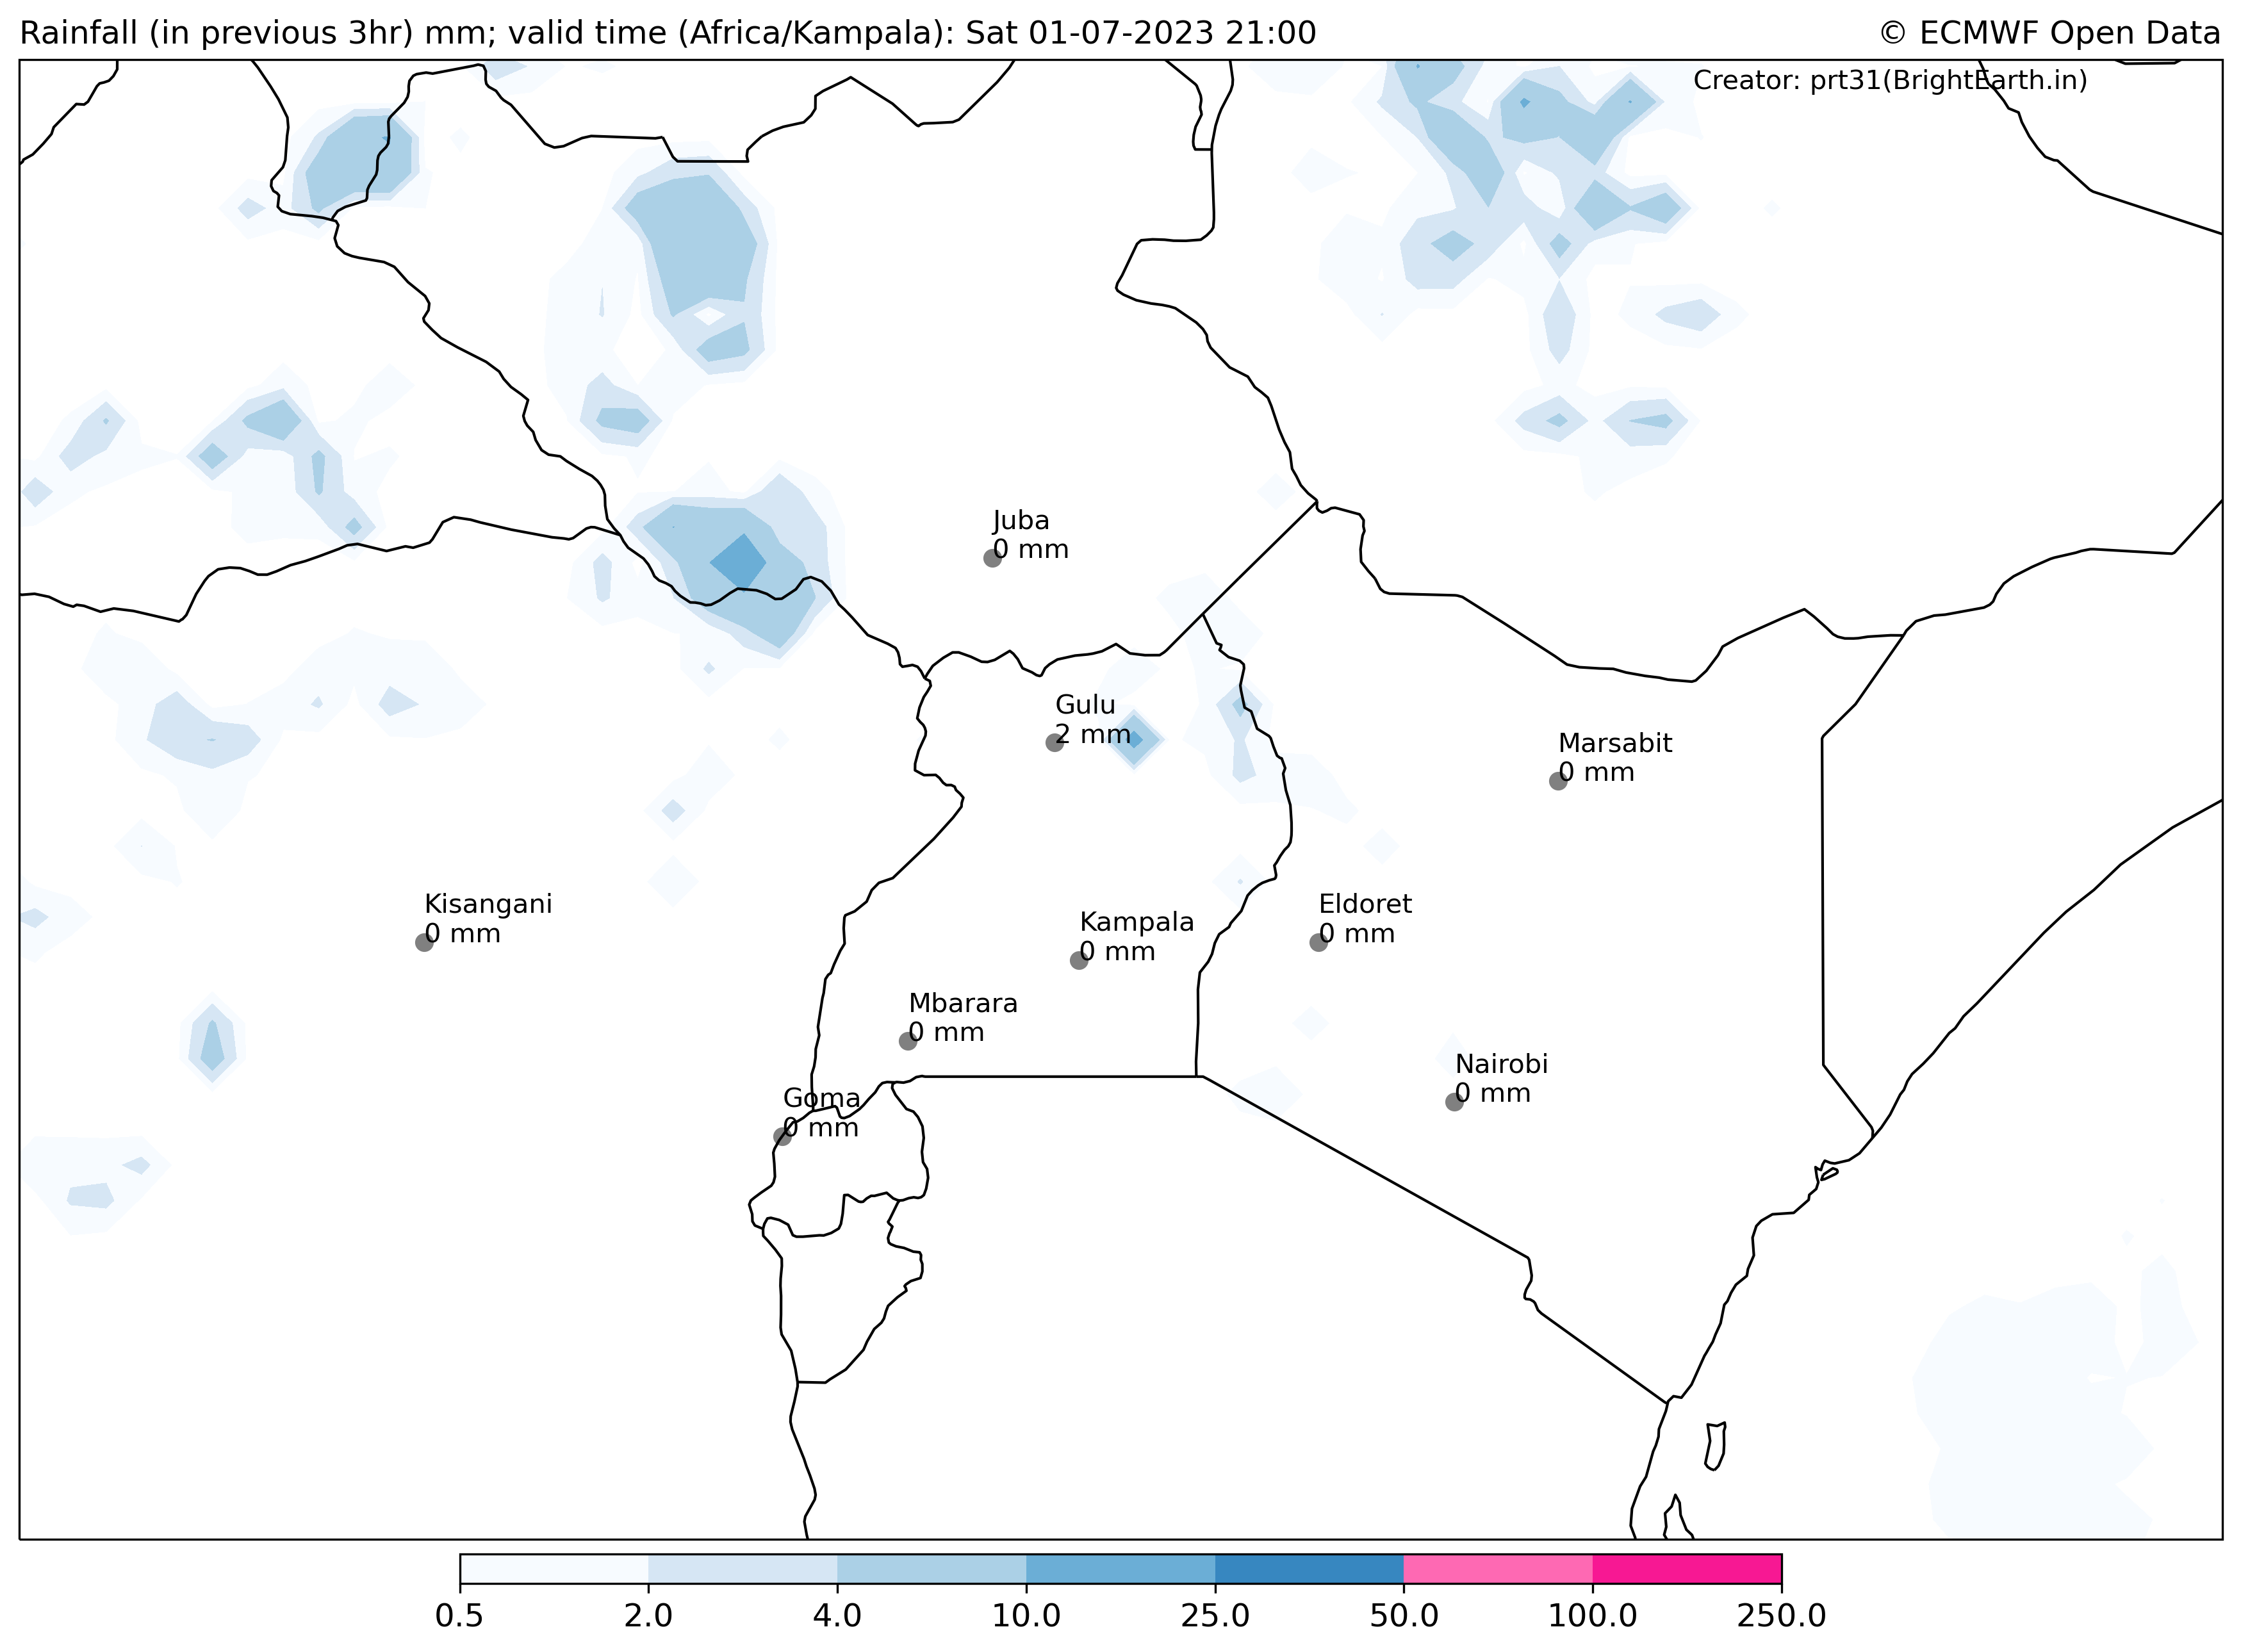 Rainfall (in previous 3hr) mm; valid time (Africa/Kampala): Sat 01-07-2023 21:00
© ECMWF Open Data
Creator: prt31(BrightEarth.in)
Juba
0 mm
Gulu
2 mm
Marsabit
0 mm
Kisangani
0 mm
Eldoret
0 mm
Kampala
0 mm
Mbarara
0 mm
Nairobi
0 mm
Goma
0 mm
0.5 2.0 4.0 10.0 25.0 50.0 100.0 250.0